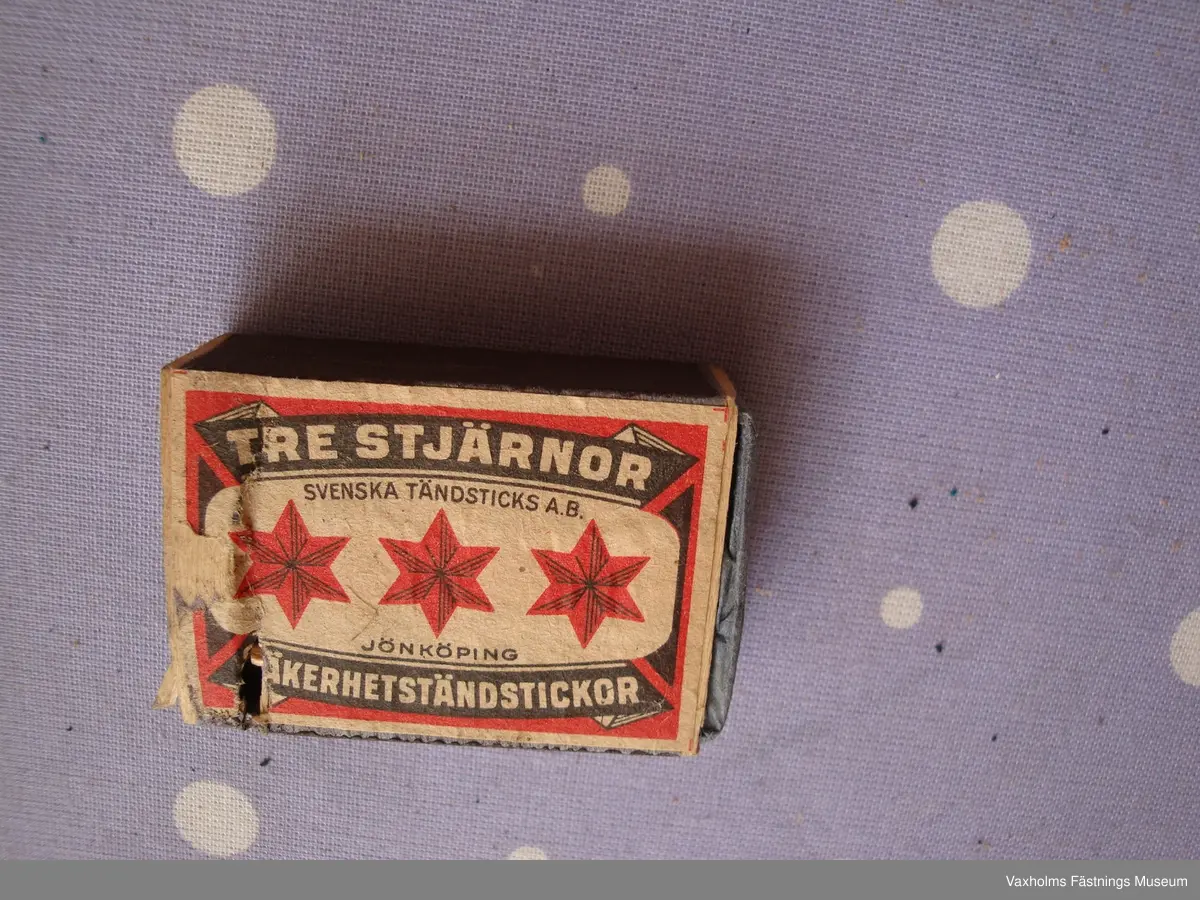 TRE STJÄRNOR
SVENSKA TÄNDSTICKS A.B.
JÖNKÖPING
ÄKERHETSTÄNDSTICKOR
Vaxholms Fästnings Museum